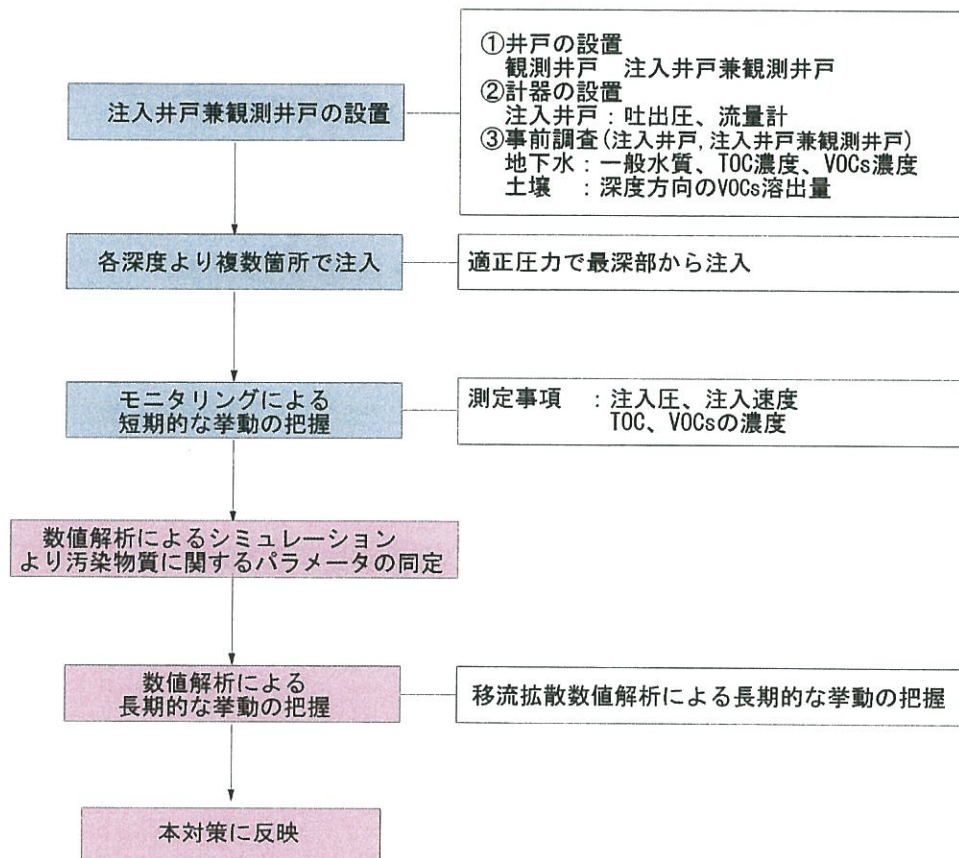 注入井戸兼観測井戸の設置
①井戸の設置
観測井戸　注入井戸兼観測井戸
②計器の設置
注入井戸：吐出圧、流量計
③事前調査(注入井戸,注入井戸兼観測井戸)
地下水：一般水質、TOC濃度、VOCs濃度
土壌　：深度方向のVOCs溶出量
各深度より複数箇所で注入
適正圧力で最深部から注入
モニタリングによる
短期的な挙動の把握
測定事項　：注入圧、注入速度
TOC、VOCsの濃度
数値解析によるシミュレーション
より汚染物質に関するパラメータの同定
数値解析による
長期的な挙動の把握
移流拡散数値解析による長期的な挙動の把握
本対策に反映